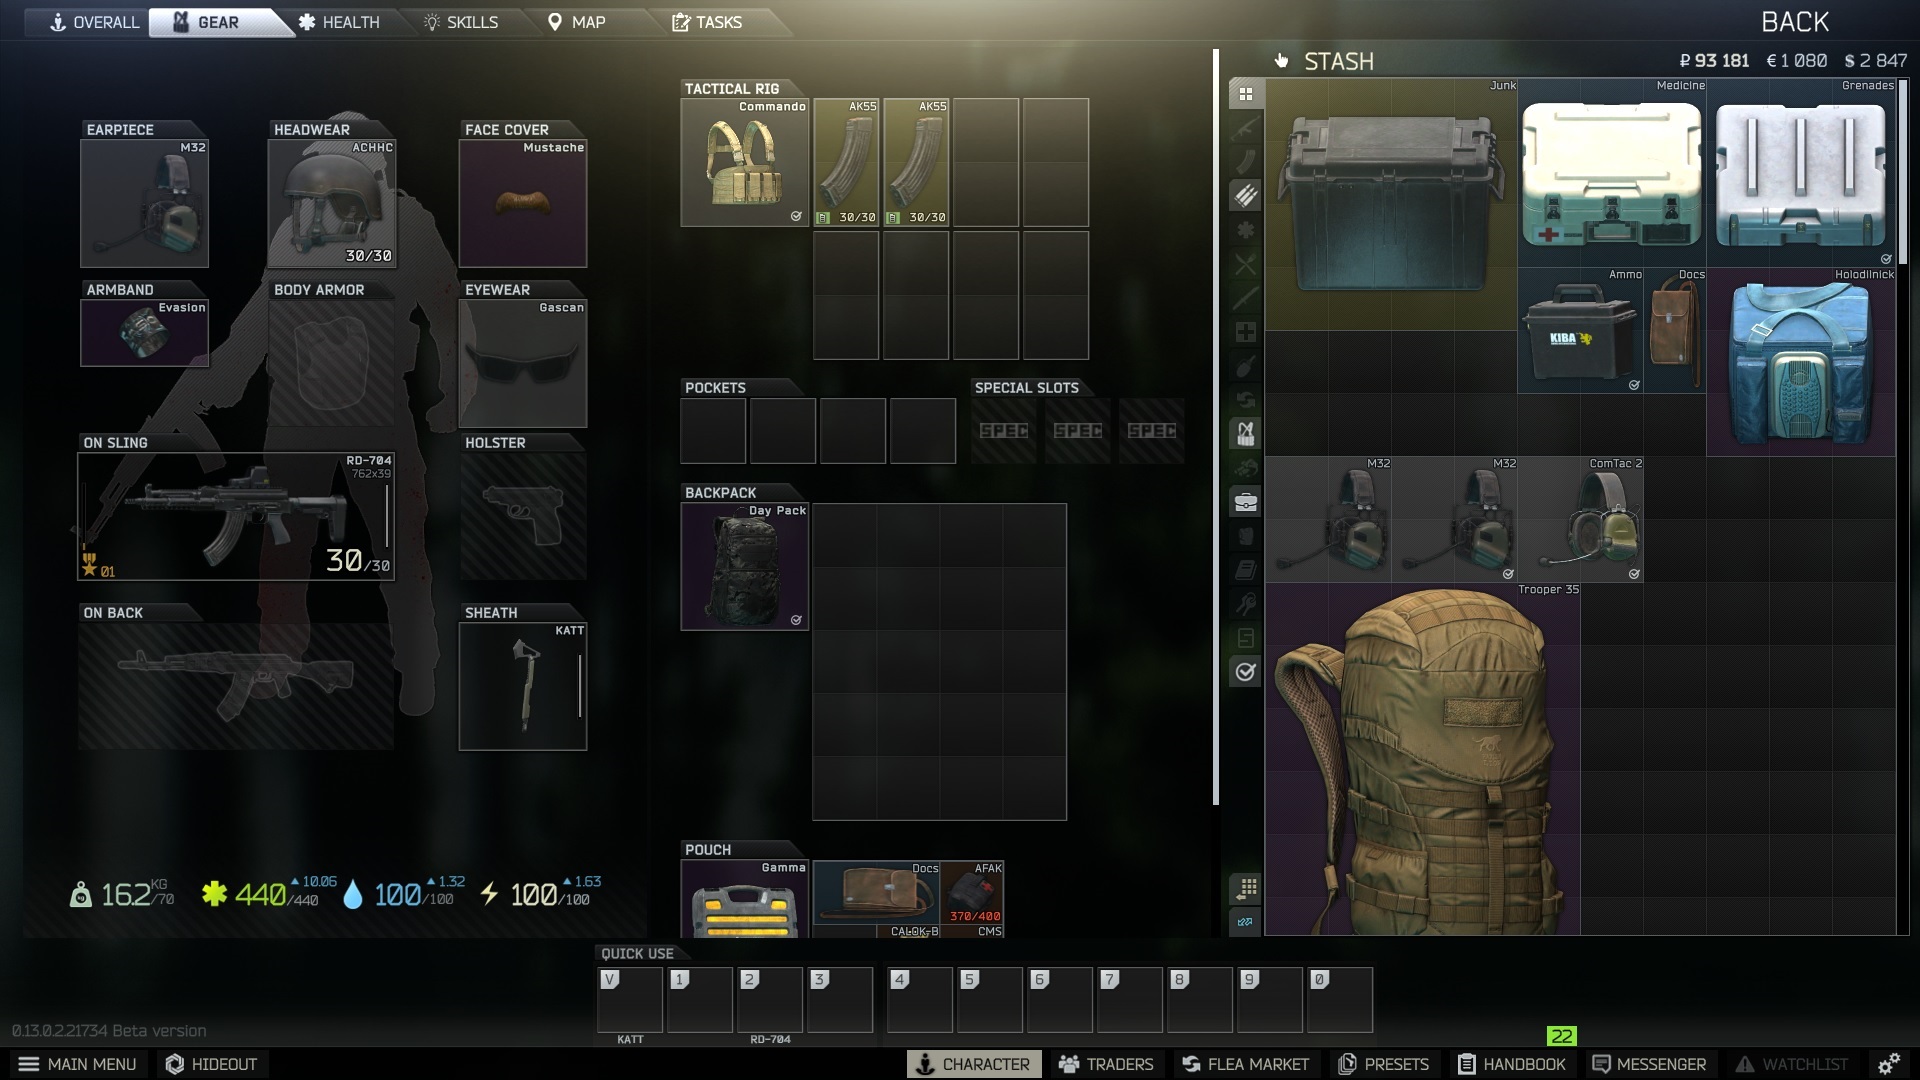 OVERALL
GEAR
HEALTH
SKILLS
MAP
TASKS
BACK
STASH
₽ 93 181
€ 1 080
$ 2 847
EARPIECE
M32
HEADWEAR
ACHHC
30/30
FACE COVER
Mustache
ARMBAND
Evasion
BODY ARMOR
EYEWEAR
Gascan
ON SLING
RD-704
762x39
01
30/30
HOLSTER
ON BACK
SHEATH
KATT
16.2 KG
/70
440/440
10.06
100/100
1.32
100/100
1.63
TACTICAL RIG
Commando
AK55
30/30
AK55
30/30
POCKETS
SPECIAL SLOTS
SPEC
SPEC
SPEC
BACKPACK
Day Pack
POUCH
Gamma
Docs
AFAK
370/400
CALOK-B
CMS
Junk
Medicine
Grenades
Ammo
KIBA
Docs
Holodilnick
M32
M32
ComTac 2
Trooper 35
QUICK USE
V
1
2
3
4
5
6
7
8
9
0
KATT
RD-704
0.13.0.2.21734 Beta version
22
MAIN MENU
HIDEOUT
CHARACTER
TRADERS
FLEA MARKET
PRESETS
HANDBOOK
MESSENGER
WATCHLIST